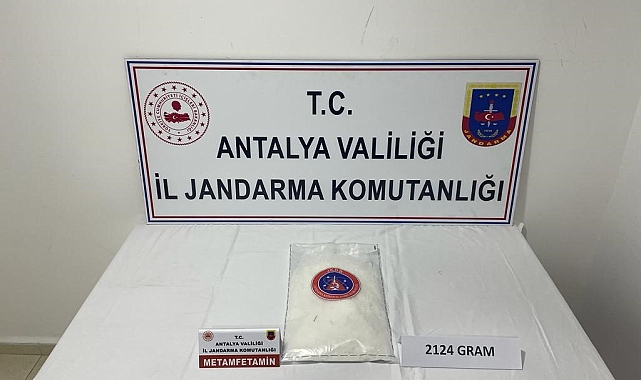 T.C.
ANTALYA VALİLİĞİ
İL JANDARMA KOMUTANLIĞI
JANDARMA
T.C.
ANTALYA VALİLİĞİ
İL JANDARMA KOMUTANLIĞI
METAMFETAMİN
2124 GRAM